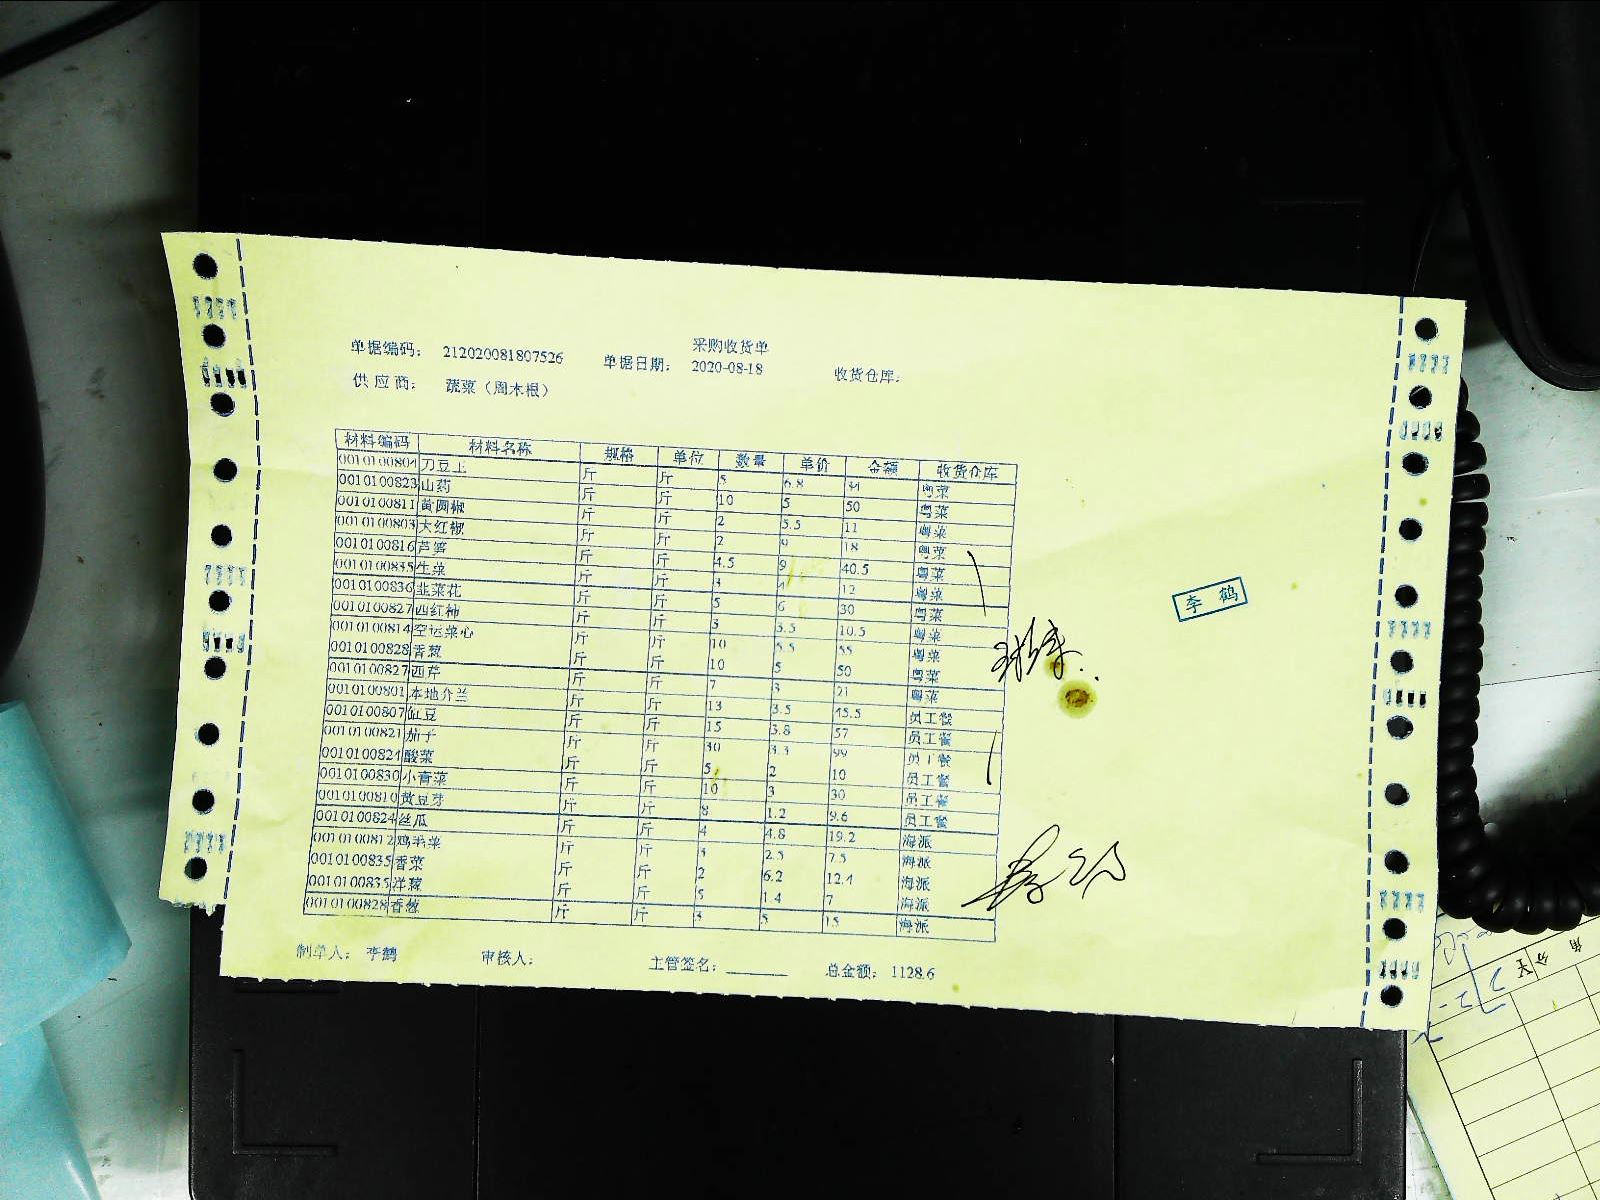 采购收货单
单据编码： 212020081807526 单据日期： 2020-08-18 收货仓库：
供应商： 蔬菜（周木根）
材料编码 材料名称 规格 单位 数量 单价 金额 收货仓库
0010100804 刀豆王 斤 斤 5 6.8 34 粤菜
0010100823 山药 斤 斤 10 5 50 粤菜
0010100811 黄圆椒 斤 斤 2 5.5 11 粤菜
0010100803 大红椒 斤 斤 2 9 18 粤菜
0010100816 芦笋 斤 斤 4.5 9 40.5 粤菜
0010100835 生菜 斤 斤 3 4 12 粤菜
0010100836 韭菜花 斤 斤 5 6 30 粤菜
0010100827 西红柿 斤 斤 3 3.5 10.5 粤菜
0010100814 空运菜心 斤 斤 10 5.5 55 粤菜
0010100828 香葱 斤 斤 10 5 50 粤菜
0010100827 西芹 斤 斤 7 3 21 粤菜
0010100801 本地介兰 斤 斤 13 3.5 45.5 员工餐
0010100807 仙豆 斤 斤 15 3.8 57 员工餐
0010100821 茄子 斤 斤 30 3.3 99 员工餐
0010100824 酸菜 斤 斤 5 2 10 员工餐
0010100830 小青菜 斤 斤 10 3 30 员工餐
0010100810 黄豆芽 斤 斤 8 1.2 9.6 员工餐
0010100824 丝瓜 斤 斤 4 4.8 19.2 海派
0010100812 鸡毛菜 斤 斤 3 2.5 7.5 海派
0010100835 香菜 斤 斤 2 6.2 12.4 海派
0010100835 洋葱 斤 斤 5 1.4 7 海派
0010100828 香葱 斤 斤 3 5 15 海派
制单人： 李鹤 审核人： 主管签名： 总金额： 1128.6
李鹤